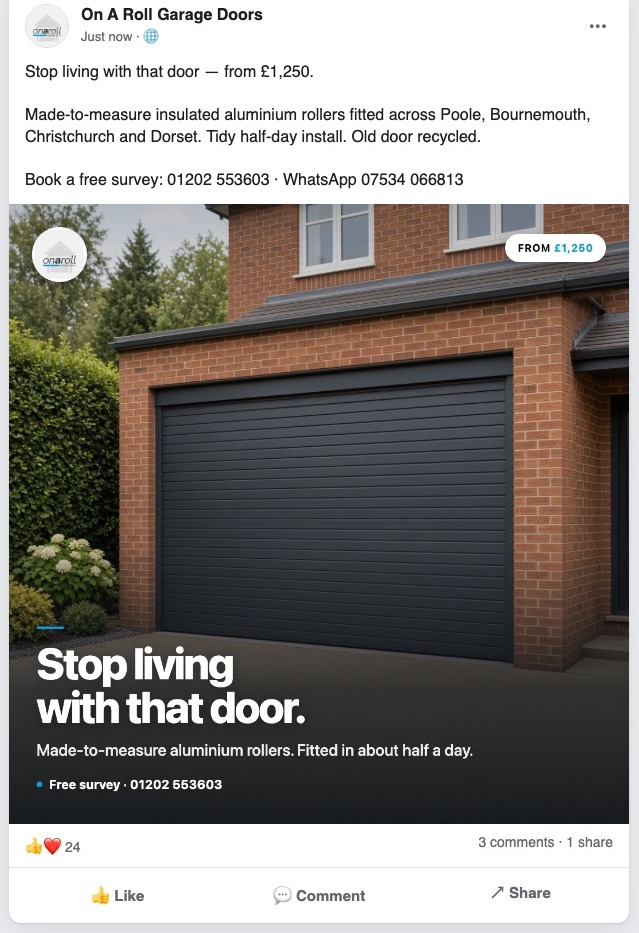 onaroll
On A Roll Garage Doors
Just now ·
Stop living with that door — from £1,250.
Made-to-measure insulated aluminium rollers fitted across Poole, Bournemouth,
Christchurch and Dorset. Tidy half-day install. Old door recycled.
Book a free survey: 01202 553603 · WhatsApp 07534 066813
onaroll
FROM £1,250
Stop living
with that door.
Made-to-measure aluminium rollers. Fitted in about half a day.
Free survey · 01202 553603
24
3 comments · 1 share
Like
Comment
Share